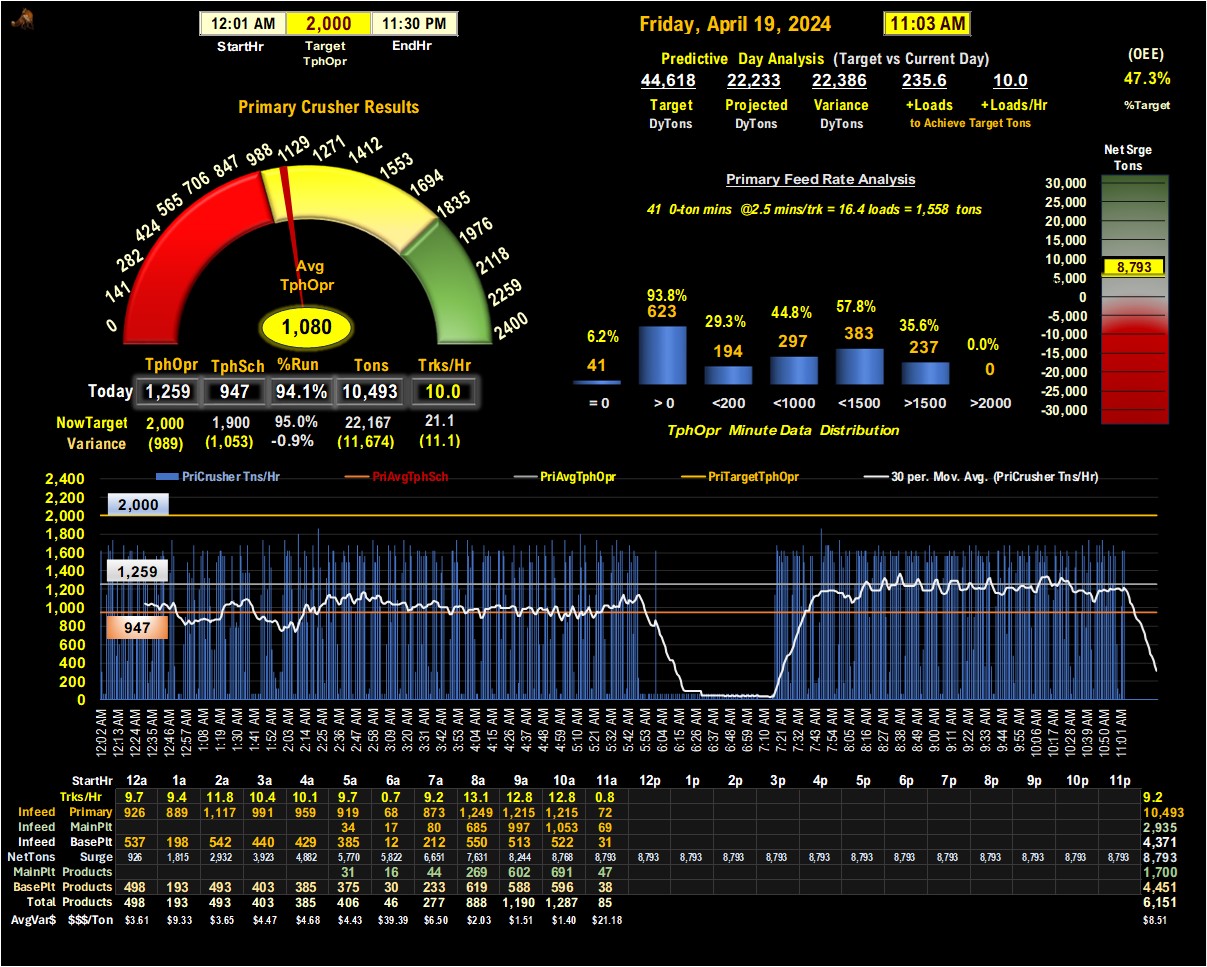 12:01 AM 2,000 11:30 PM
StartHr Target EndHr
TphOpr
Friday, April 19, 2024 11:03 AM
Predictive Day Analysis (Target vs Current Day)
44,618 22,233 22,386 235.6 10.0
Target Projected Variance +Loads +Loads/Hr
DyTons DyTons DyTons to Achieve Target Tons
(OEE)
47.3%
%Target
Primary Crusher Results
0 141 282 424 565 706 847 988 1129 1271 1412 1553 1694 1835 1976 2118 2259 2400
Avg
TphOpr
1,080
TphOpr TphSch %Run Tons Trks/Hr
Today 1,259 947 94.1% 10,493 10.0
NowTarget 2,000 1,900 95.0% 22,167 21.1
Variance (989) (1,053) -0.9% (11,674) (11.1)
Primary Feed Rate Analysis
41 0-ton mins @2.5 mins/trk = 16.4 loads = 1,558 tons
6.2% 93.8% 29.3% 44.8% 57.8% 35.6% 0.0%
41 623 194 297 383 237 0
= 0 > 0 <200 <1000 <1500 >1500 >2000
TphOpr Minute Data Distribution
Net Srge
Tons
30,000
25,000
20,000
15,000
10,000
8,793
5,000
0
-5,000
-10,000
-15,000
-20,000
-25,000
-30,000
PriCrusher Tns/Hr PriAvgTphSch PriAvgTphOpr PriTargetTphOpr 30 per. Mov. Avg. (PriCrusher Tns/Hr)
2,400
2,200
2,000
1,800
1,600
1,400
1,200
1,000
800
600
400
200
0
2,000
1,259
947
12:02 AM 12:13 AM 12:24 AM 12:35 AM 12:46 AM 12:57 AM 1:08 AM 1:19 AM 1:30 AM 1:41 AM 1:52 AM 2:03 AM 2:14 AM 2:25 AM 2:36 AM 2:47 AM 2:58 AM 3:09 AM 3:20 AM 3:31 AM 3:42 AM 3:53 AM 4:04 AM 4:15 AM 4:26 AM 4:37 AM 4:48 AM 4:59 AM 5:10 AM 5:21 AM 5:32 AM 5:42 AM 5:53 AM 6:04 AM 6:15 AM 6:26 AM 6:37 AM 6:48 AM 6:59 AM 7:10 AM 7:21 AM 7:32 AM 7:43 AM 7:54 AM 8:05 AM 8:16 AM 8:27 AM 8:38 AM 8:49 AM 9:00 AM 9:11 AM 9:22 AM 9:33 AM 9:44 AM 9:55 AM 10:06 AM 10:17 AM 10:28 AM 10:39 AM 10:50 AM 11:01 AM
StartHr 12a 1a 2a 3a 4a 5a 6a 7a 8a 9a 10a 11a 12p 1p 2p 3p 4p 5p 6p 7p 8p 9p 10p 11p
Trks/Hr 9.7 9.4 11.8 10.4 10.1 9.7 0.7 9.2 13.1 12.8 12.8 0.8 9.2
Infeed Primary 926 889 1,117 991 959 919 68 873 1,249 1,215 1,215 72 10,493
Infeed MainPlt 34 17 80 685 997 1,053 69 2,935
Infeed BasePlt 537 198 542 440 429 385 12 212 550 513 522 31 4,371
NetTons Surge 926 1,815 2,932 3,923 4,882 5,770 5,822 6,651 7,631 8,244 8,768 8,793 8,793 8,793 8,793 8,793 8,793 8,793 8,793 8,793 8,793 8,793 8,793 8,793 8,793
MainPlt Products 31 16 44 269 602 691 47 1,700
BasePlt Products 498 193 493 403 385 375 30 233 619 588 596 38 4,451
Total Products 498 193 493 403 385 406 46 277 888 1,190 1,287 85 6,151
AvgVar$ $$$/Ton $3.61 $9.33 $3.65 $4.47 $4.68 $4.43 $39.39 $6.50 $2.03 $1.51 $1.40 $21.18 $8.51